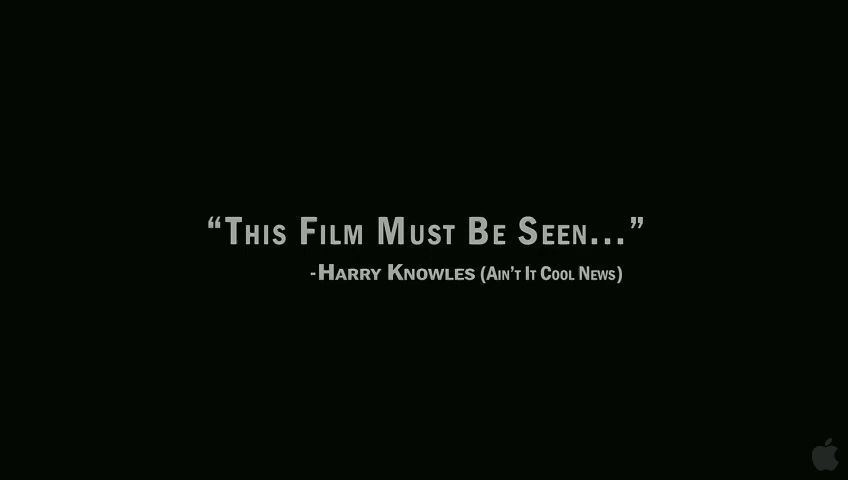 “This Film Must Be Seen...”
-Harry Knowles (Ain’t It Cool News)